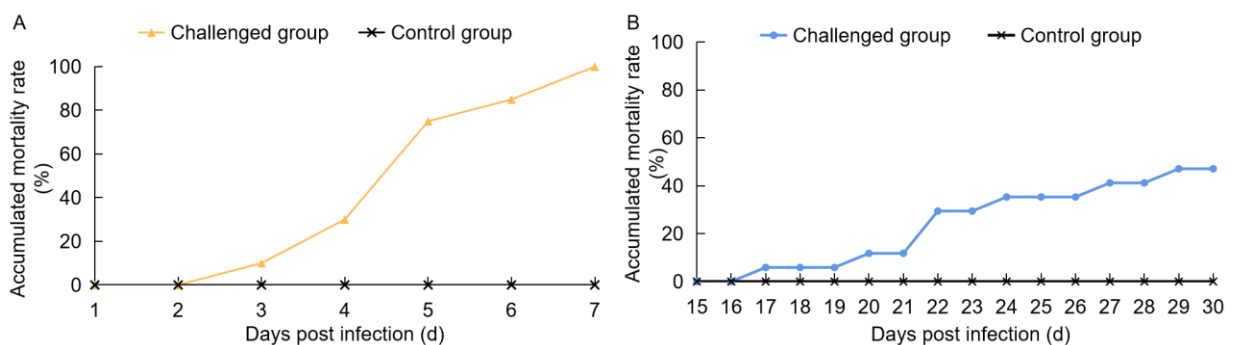 A
Challenged group
Control group
Accumulated mortality rate
(%)
100
80
60
40
20
0
1 2 3 4 5 6 7
Days post infection (d)
B
Challenged group
Control group
Accumulated mortality rate
(%)
100
80
60
40
20
0
15 16 17 18 19 20 21 22 23 24 25 26 27 28 29 30
Days post infection (d)